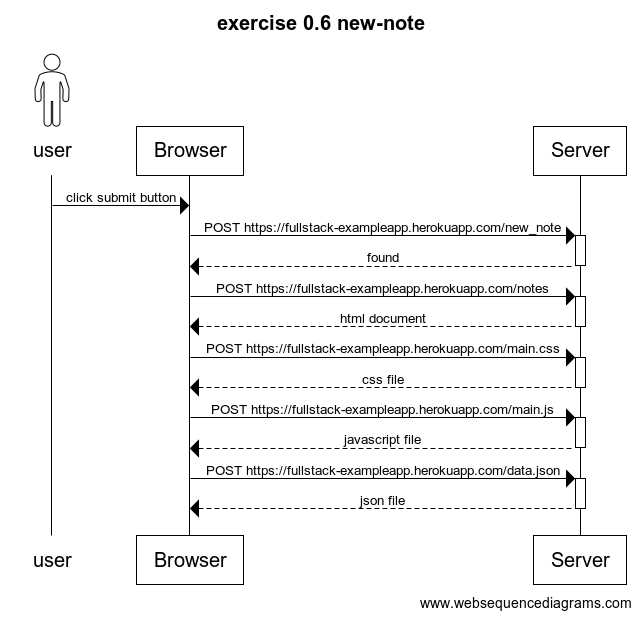 exercise 0.6 new-note
user
Browser
Server
click submit button
POST https://fullstack-exampleapp.herokuapp.com/new_note
found
POST https://fullstack-exampleapp.herokuapp.com/notes
html document
POST https://fullstack-exampleapp.herokuapp.com/main.css
css file
POST https://fullstack-exampleapp.herokuapp.com/main.js
javascript file
POST https://fullstack-exampleapp.herokuapp.com/data.json
json file
user
Browser
Server
www.websequencediagrams.com